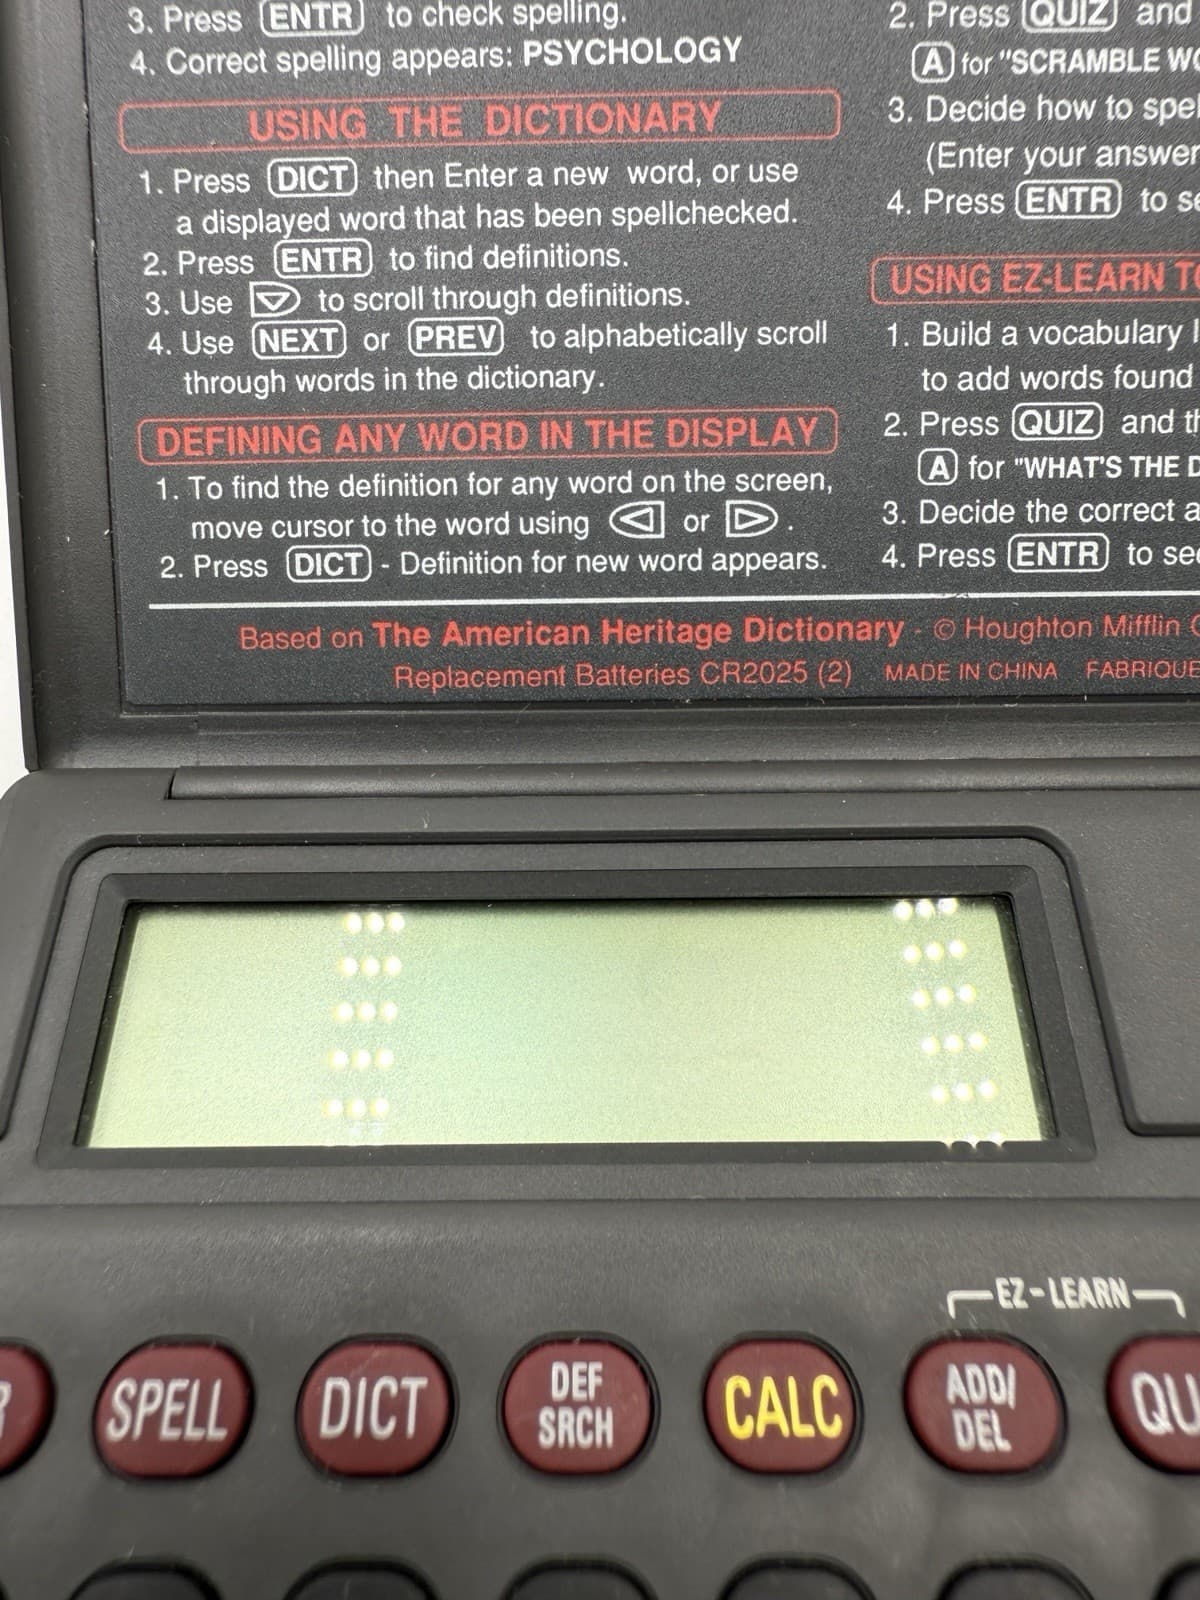 3. Press ENTR to check spelling.
4. Correct spelling appears: PSYCHOLOGY
USING THE DICTIONARY
1. Press DICT then Enter a new word, or use
a displayed word that has been spellchecked.
2. Press ENTR to find definitions.
3. Use to scroll through definitions.
4. Use NEXT or PREV to alphabetically scroll
through words in the dictionary.
DEFINING ANY WORD IN THE DISPLAY
1. To find the definition for any word on the screen,
move cursor to the word using or .
2. Press DICT - Definition for new word appears.
2. Press QUIZ and
A for "SCRAMBLE
3. Decide how to
(Enter your answer
4. Press ENTR to
USING EZ-LEARN
1. Build a vocabulary
to add words found
2. Press QUIZ and
A for "WHAT'S THE
3. Decide the correct
4. Press ENTR to
Based on The American Heritage Dictionary - © Houghton Mifflin
Replacement Batteries CR2025 (2) MADE IN CHINA FABRIQUE
EZ-LEARN
SPELL DICT DEF SRCH CALC ADD/ DEL